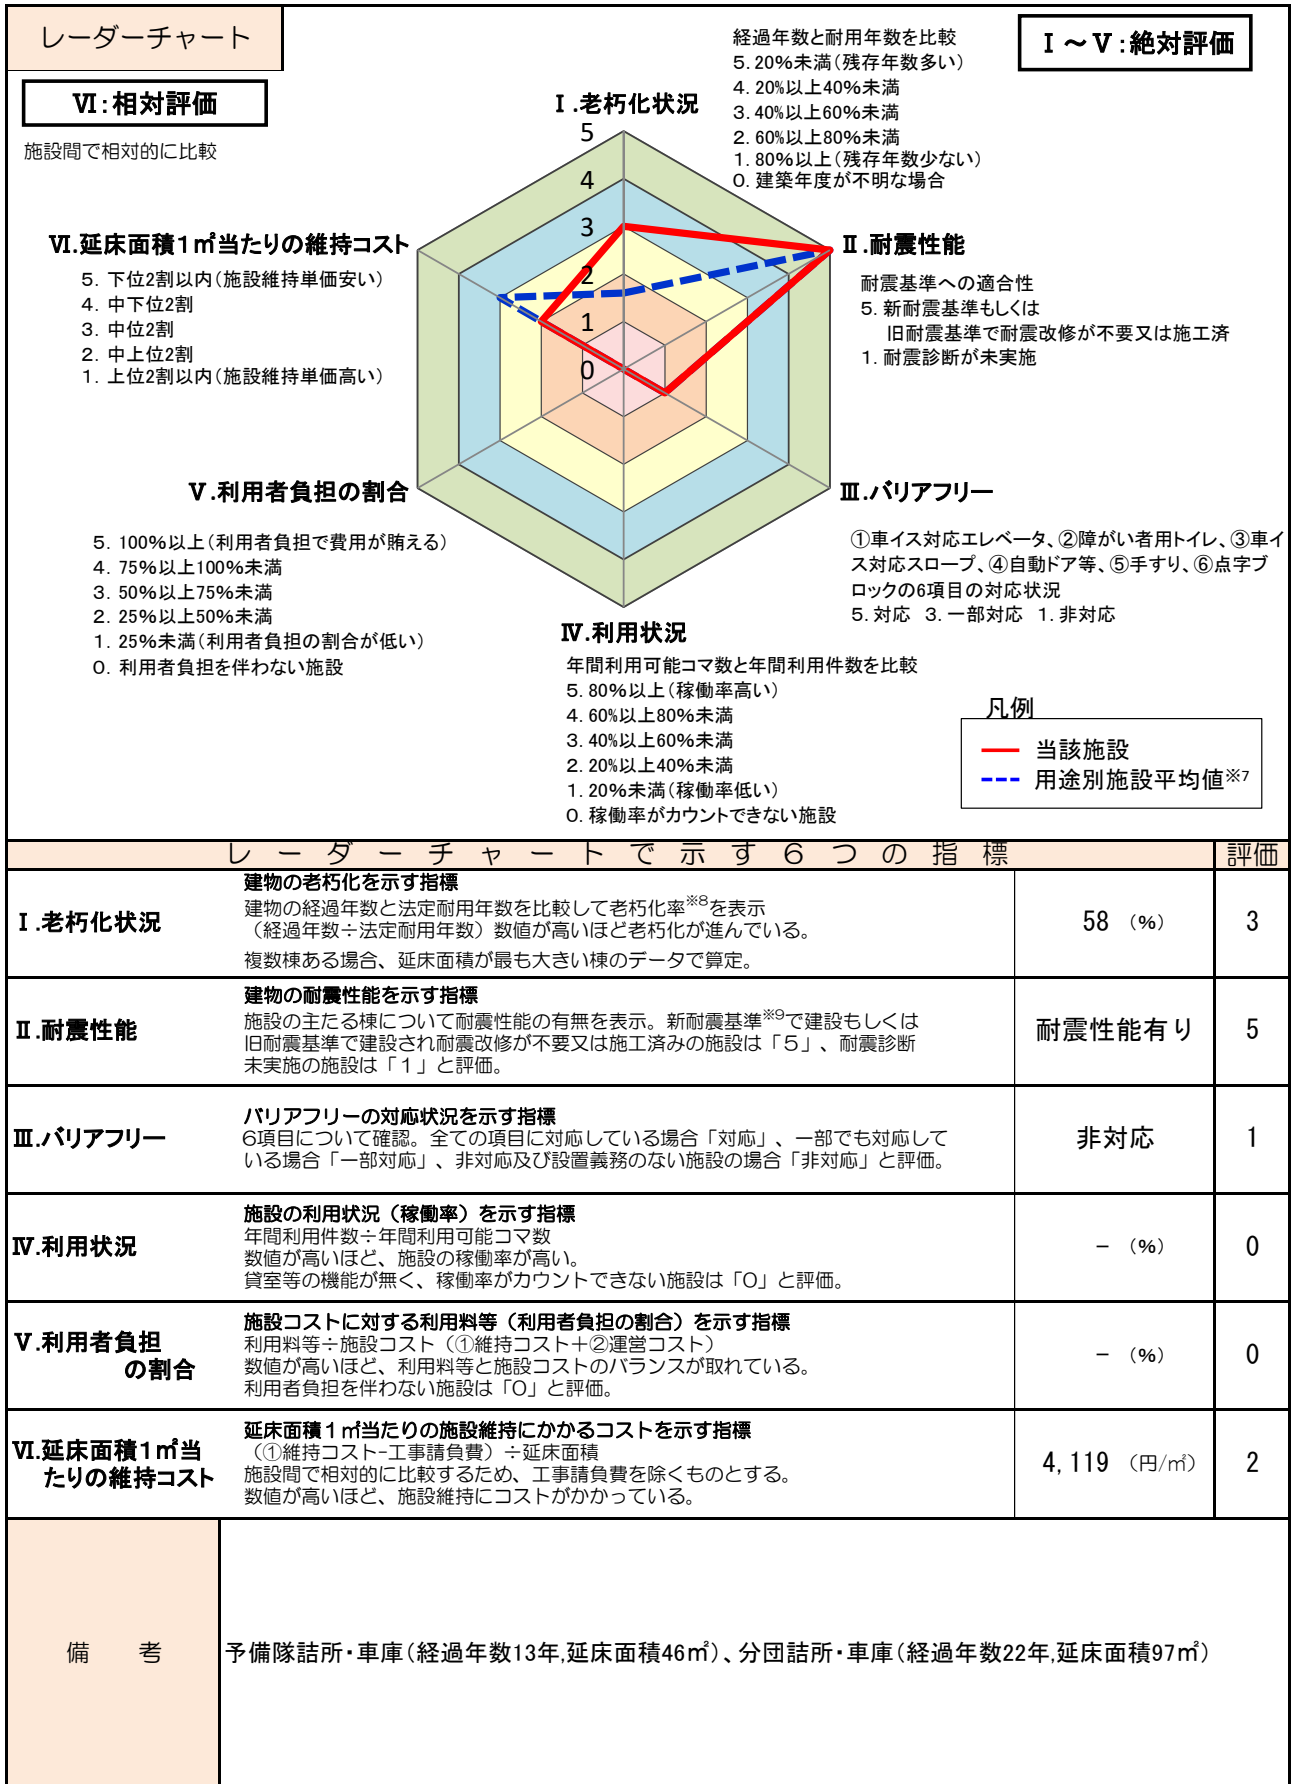 レーダーチャート
Ⅰ～Ⅴ:絶対評価
Ⅵ:相対評価
施設間で相対的に比較
Ⅰ.老朽化状況
経過年数と耐用年数を比較
5.20%未満(残存年数多い)
4.20%以上40%未満
3.40%以上60%未満
2.60%以上80%未満
1.80%以上(残存年数少ない)
0.建築年度が不明な場合
5
4
3
2
1
0
Ⅱ.耐震性能
耐震基準への適合性
5.新耐震基準もしくは
旧耐震基準で耐震改修が不要又は施工済
1.耐震診断が未実施
Ⅵ.延床面積1㎡当たりの維持コスト
5.下位2割以内(施設維持単価安い)
4.中下位2割
3.中位2割
2.中上位2割
1.上位2割以内(施設維持単価高い)
Ⅲ.バリアフリー
①車イス対応エレベータ、②障がい者用トイレ、③車イ
ス対応スロープ、④自動ドア等、⑤手すり、⑥点字ブ
ロックの6項目の対応状況
5.対応 3.一部対応 1.非対応
Ⅴ.利用者負担の割合
5.100%以上(利用者負担で費用が賄える)
4.75%以上100%未満
3.50%以上75%未満
2.25%以上50%未満
1.25%未満(利用者負担の割合が低い)
0.利用者負担を伴わない施設
Ⅳ.利用状況
年間利用可能コマ数と年間利用件数を比較
5.80%以上(稼働率高い)
4.60%以上80%未満
3.40%以上60%未満
2.20%以上40%未満
1.20%未満(稼働率低い)
0.稼働率がカウントできない施設
凡例
当該施設
用途別施設平均値※7
レーダーチャートで示す6つの指標 評価
Ⅰ.老朽化状況
建物の老朽化を示す指標
建物の経過年数と法定耐用年数を比較して老朽化率※8を表示
(経過年数÷法定耐用年数)数値が高いほど老朽化が進んでいる。
複数棟ある場合、延床面積が最も大きい棟のデータで算定。
58 (%) 3
Ⅱ.耐震性能
建物の耐震性能を示す指標
施設の主たる棟について耐震性能の有無を表示。新耐震基準※9で建設もしくは
旧耐震基準で建設され耐震改修が不要又は施工済みの施設は「5」、耐震診断
未実施の施設は「1」と評価。
耐震性能有り 5
Ⅲ.バリアフリー
バリアフリーの対応状況を示す指標
6項目について確認。全ての項目に対応している場合「対応」、一部でも対応して
いる場合「一部対応」、非対応及び設置義務のない施設の場合「非対応」と評価。
非対応 1
Ⅳ.利用状況
施設の利用状況(稼働率)を示す指標
年間利用件数÷年間利用可能コマ数
数値が高いほど、施設の稼働率が高い。
貸室等の機能が無く、稼働率がカウントできない施設は「0」と評価。
－ (%) 0
Ⅴ.利用者負担
の割合
施設コストに対する利用料等(利用者負担の割合)を示す指標
利用料等÷施設コスト(①維持コスト+②運営コスト)
数値が高いほど、利用料等と施設コストのバランスが取れている。
利用者負担を伴わない施設は「0」と評価。
－ (%) 0
Ⅵ.延床面積1㎡当
たりの維持コスト
延床面積1㎡当たりの施設維持にかかるコストを示す指標
(①維持コスト-工事請負費)÷延床面積
施設間で相対的に比較するため、工事請負費を除くものとする。
数値が高いほど、施設維持にコストがかかっている。
4,119 (円/㎡) 2
備 考
予備隊詰所・車庫(経過年数13年,延床面積46㎡)、分団詰所・車庫(経過年数22年,延床面積97㎡)